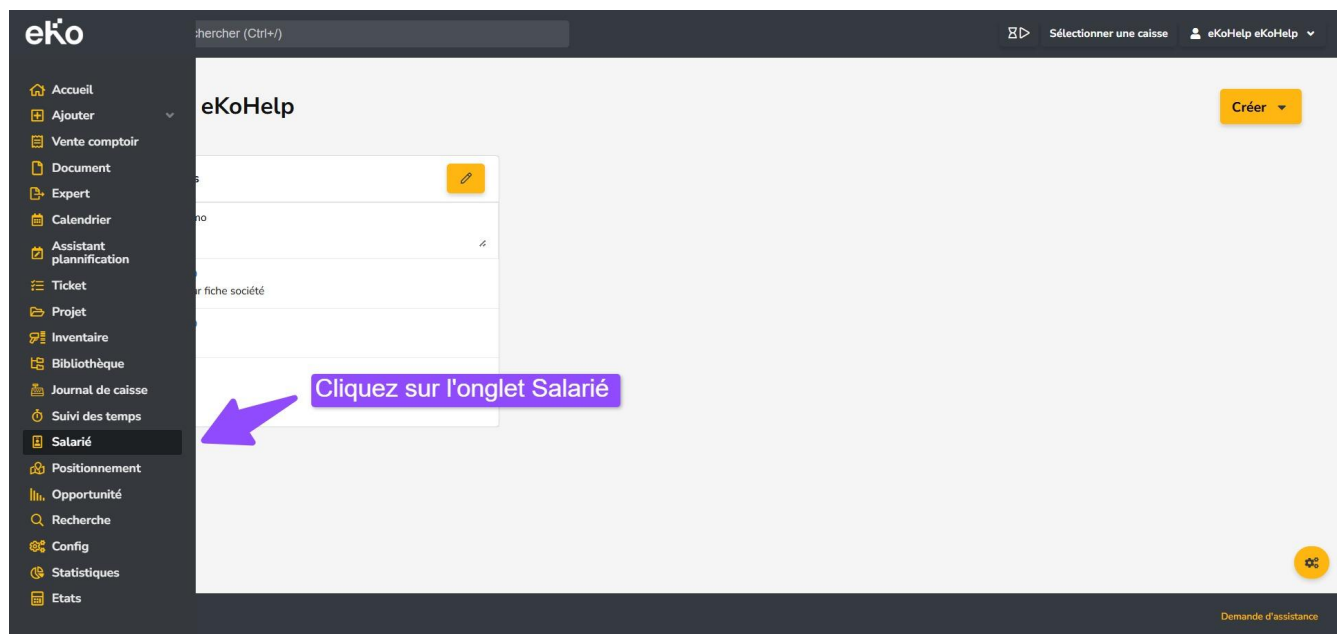 eKo
chercher (Ctrl+/)
Sélectionner une caisse
eKoHelp eKoHelp
Accueil
Ajouter
Vente comptoir
Document
Expert
Calendrier
Assistant
plannification
Ticket
Projet
Inventaire
Bibliothèque
Journal de caisse
Suivi des temps
Salarié
Positionnement
Opportunité
Recherche
Config
Statistiques
Etats
eKoHelp
Créer
fiche société
Cliquez sur l'onglet Salarié
Demande d'assistance